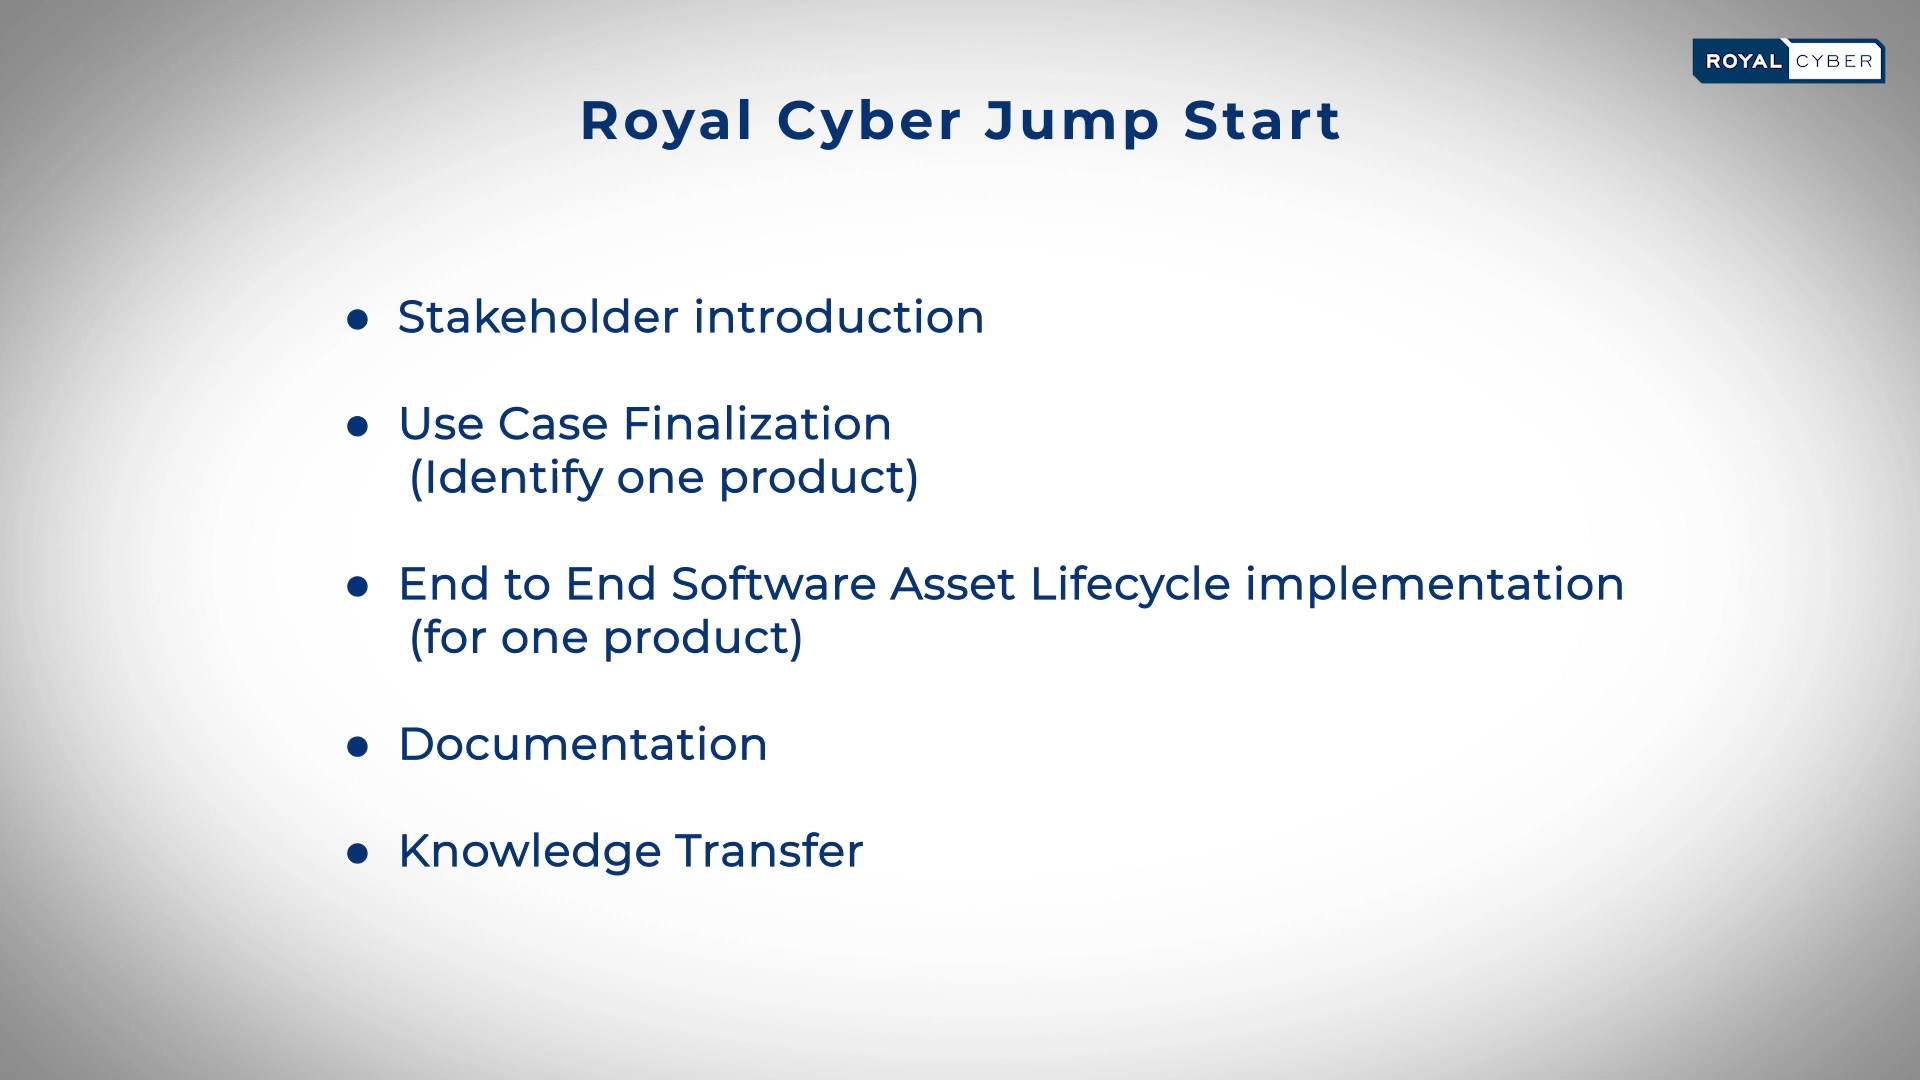 ROYAL CYBER
Royal Cyber Jump Start
● Stakeholder introduction
● Use Case Finalization
(Identify one product)
● End to End Software Asset Lifecycle implementation
(for one product)
● Documentation
● Knowledge Transfer